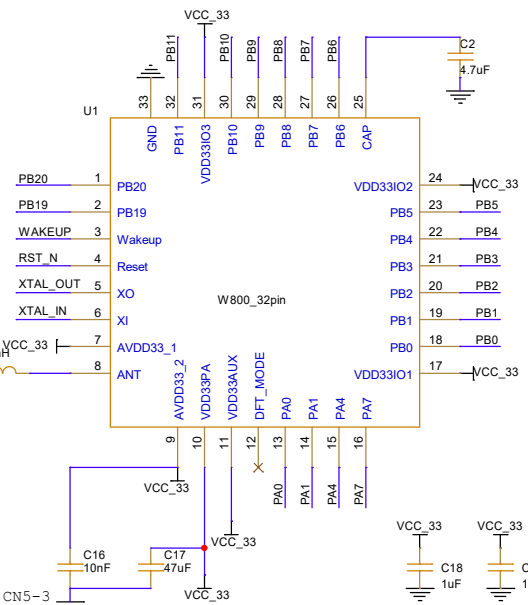 VCC_33
PB11
PB10
PB9
PB8
PB7
PB6
C2
4.7uF
33
32
31
30
29
28
27
26
25
U1
GND
PB11
VDD33IO3
PB10
PB9
PB8
PB7
PB6
CAP
PB20 1 PB20
VDD33IO2 24 VCC_33
PB19 2 PB19
PB5 23 PB5
WAKEUP 3 Wakeup
PB4 22 PB4
RST_N 4 Reset
PB3 21 PB3
XTAL_OUT 5 XO
W800_32pin
PB2 20 PB2
XTAL_IN 6 XI
PB1 19 PB1
VCC_33 7 AVDD33_1
PB0 18 PB0
8 ANT
VDD33IO1 17 VCC_33
AVDD33_2
VDD33PA
VDD33AUX
DFT_MODE
PA0
PA1
PA4
PA7
9
10
11
12
13
14
15
16
PA0
PA1
PA4
PA7
VCC_33
VCC_33
VCC_33
C16
10nF
C17
47uF
CN5-3
VCC_33
VCC_33
C18
1uF